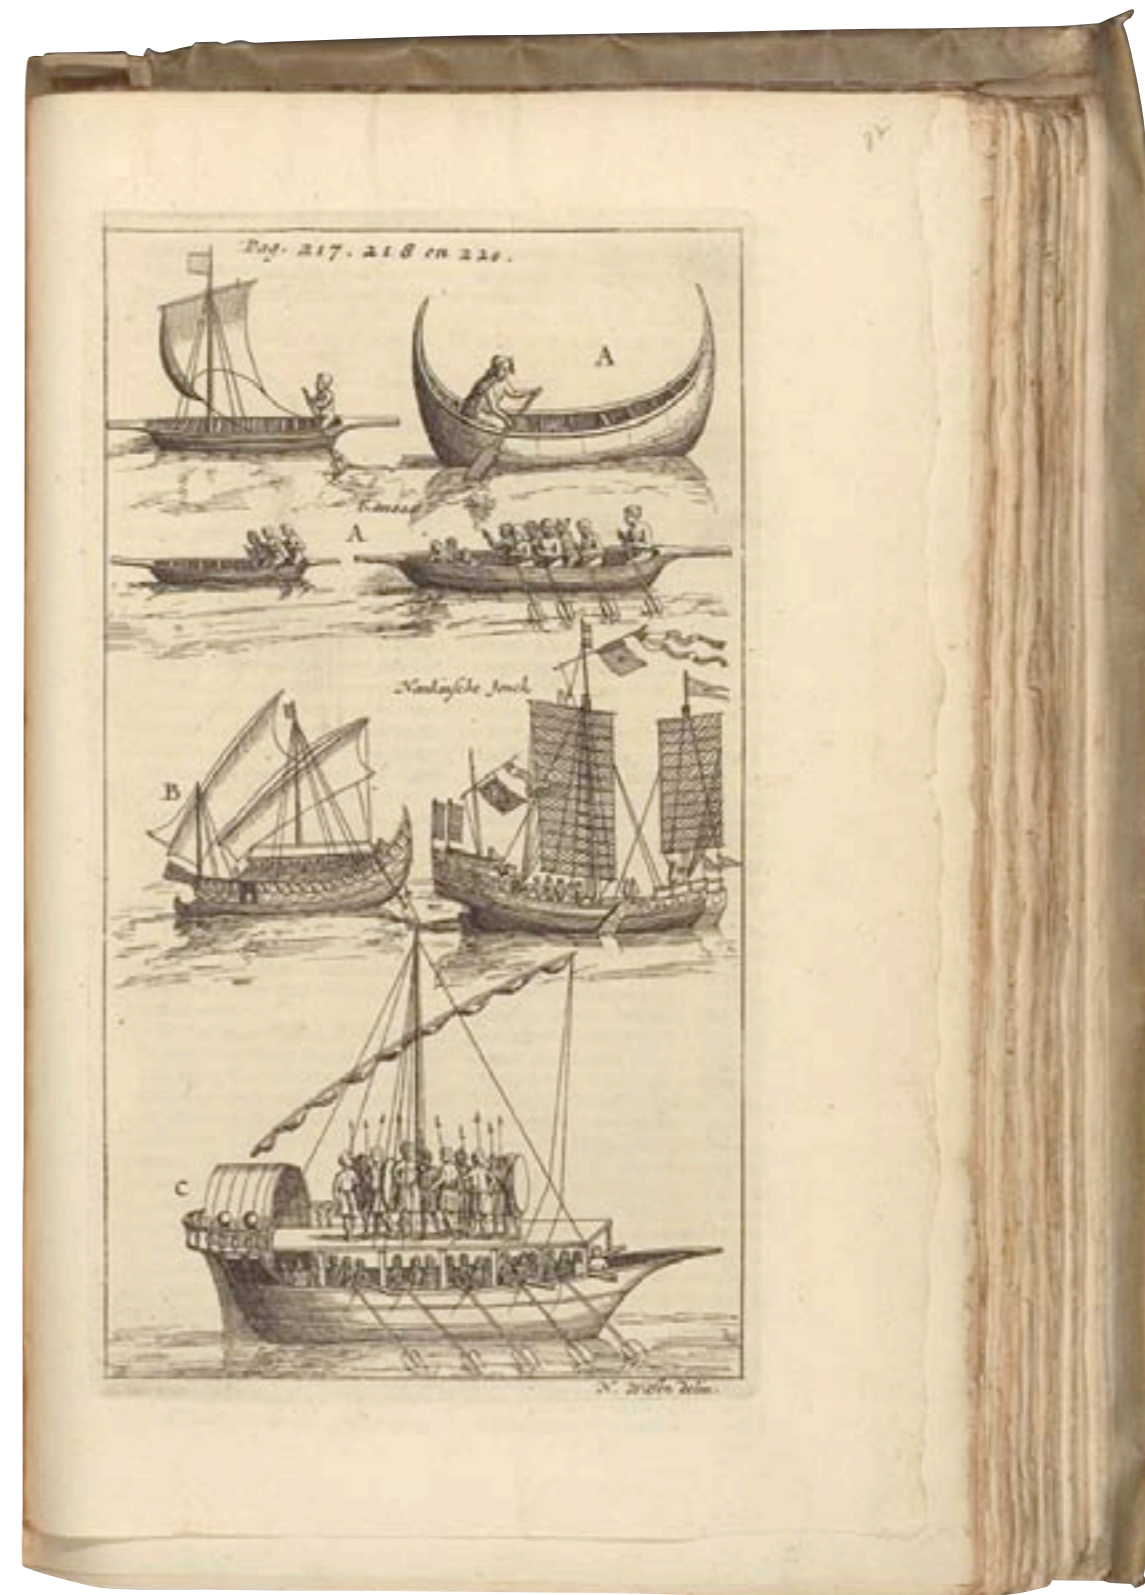 Pag. 217. 218 en 220.
A
Kanoas
A
Nankinsche Jonck
B
C
N. Witsen delin.